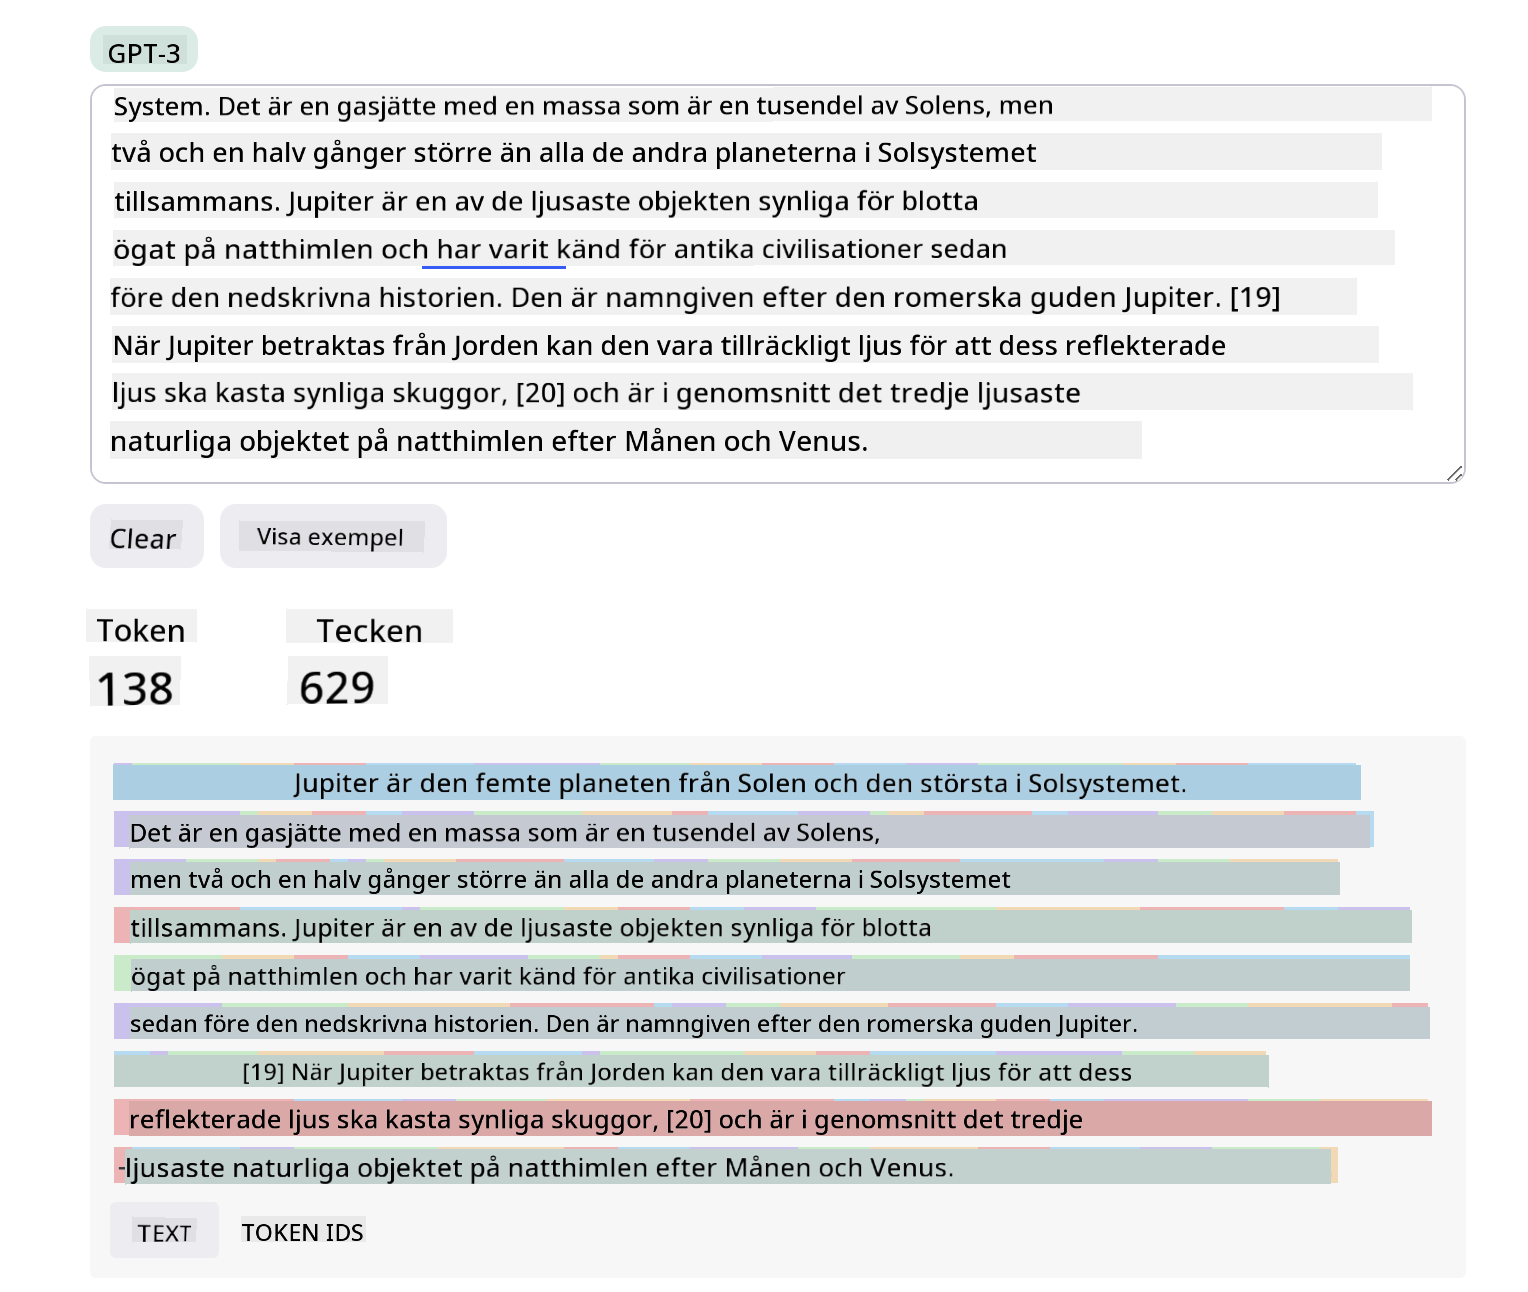 GPT-3
System. Det är en gasjätte med en massa som är en tusendel av Solens, men
två och en halv gånger större än alla de andra planeterna i Solsystemet
tillsammans. Jupiter är en av de ljusaste objekten synliga för blotta
ögat på natthimlen och har varit känd för antika civilisationer sedan
före den nedskrivna historien. Den är namngiven efter den romerska guden Jupiter. [19]
När Jupiter betraktas från Jorden kan den vara tillräckligt ljus för att dess reflekterade
ljus ska kasta synliga skuggor, [20] och är i genomsnitt det tredje ljusaste
naturliga objektet på natthimlen efter Månen och Venus.
Clear Visa exempel
Token Tecken
138 629
Jupiter är den femte planeten från Solen och den största i Solsystemet.
Det är en gasjätte med en massa som är en tusendel av Solens,
men två och en halv gånger större än alla de andra planeterna i Solsystemet
tillsammans. Jupiter är en av de ljusaste objekten synliga för blotta
ögat på natthimlen och har varit känd för antika civilisationer
sedan före den nedskrivna historien. Den är namngiven efter den romerska guden Jupiter.
[19] När Jupiter betraktas från Jorden kan den vara tillräckligt ljus för att dess
reflekterade ljus ska kasta synliga skuggor, [20] och är i genomsnitt det tredje
-ljusaste naturliga objektet på natthimlen efter Månen och Venus.
TEXT TOKEN IDS